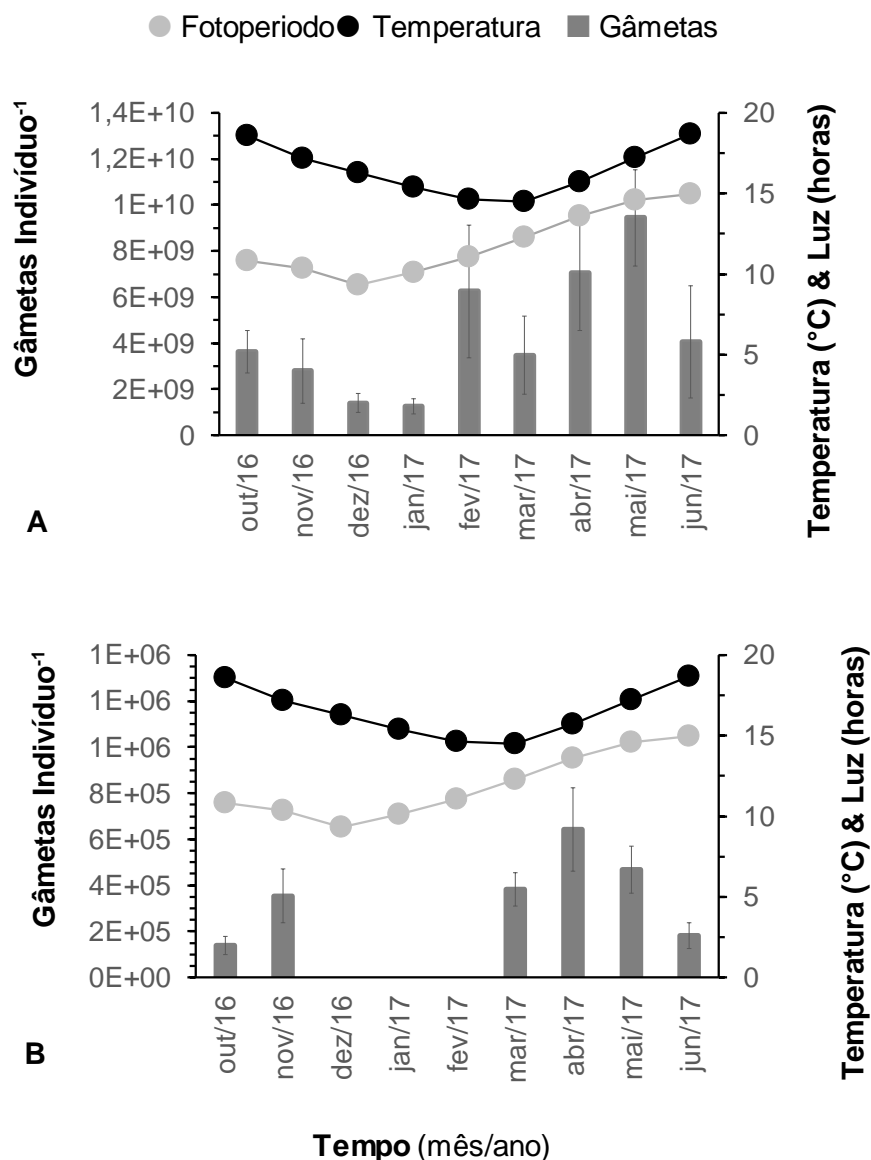 Fotoperiodo Temperatura Gâmetas
Gâmetas Indivíduo-1
1,4E+10
1,2E+10
1E+10
8E+09
6E+09
4E+09
2E+09
0
20
15
10
5
0
Temperatura (°C) & Luz (horas)
out/16
nov/16
dez/16
jan/17
fev/17
mar/17
abr/17
mai/17
jun/17
A
Gâmetas Indivíduo-1
1E+06
1E+06
1E+06
8E+05
6E+05
4E+05
2E+05
0E+00
20
15
10
5
0
Temperatura (°C) & Luz (horas)
out/16
nov/16
dez/16
jan/17
fev/17
mar/17
abr/17
mai/17
jun/17
B
Tempo (mês/ano)